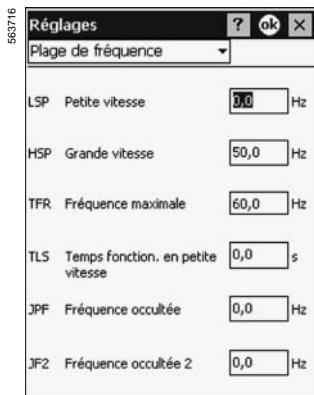 563716
Réglages ? ok ×
Plage de fréquence
LSP Petite vitesse 0,0 Hz
HSP Grande vitesse 50,0 Hz
TFR Fréquence maximale 60,0 Hz
TLS Temps fonction. en petite vitesse 0,0 s
JPF Fréquence occultée 0,0 Hz
JF2 Fréquence occultée 2 0,0 Hz